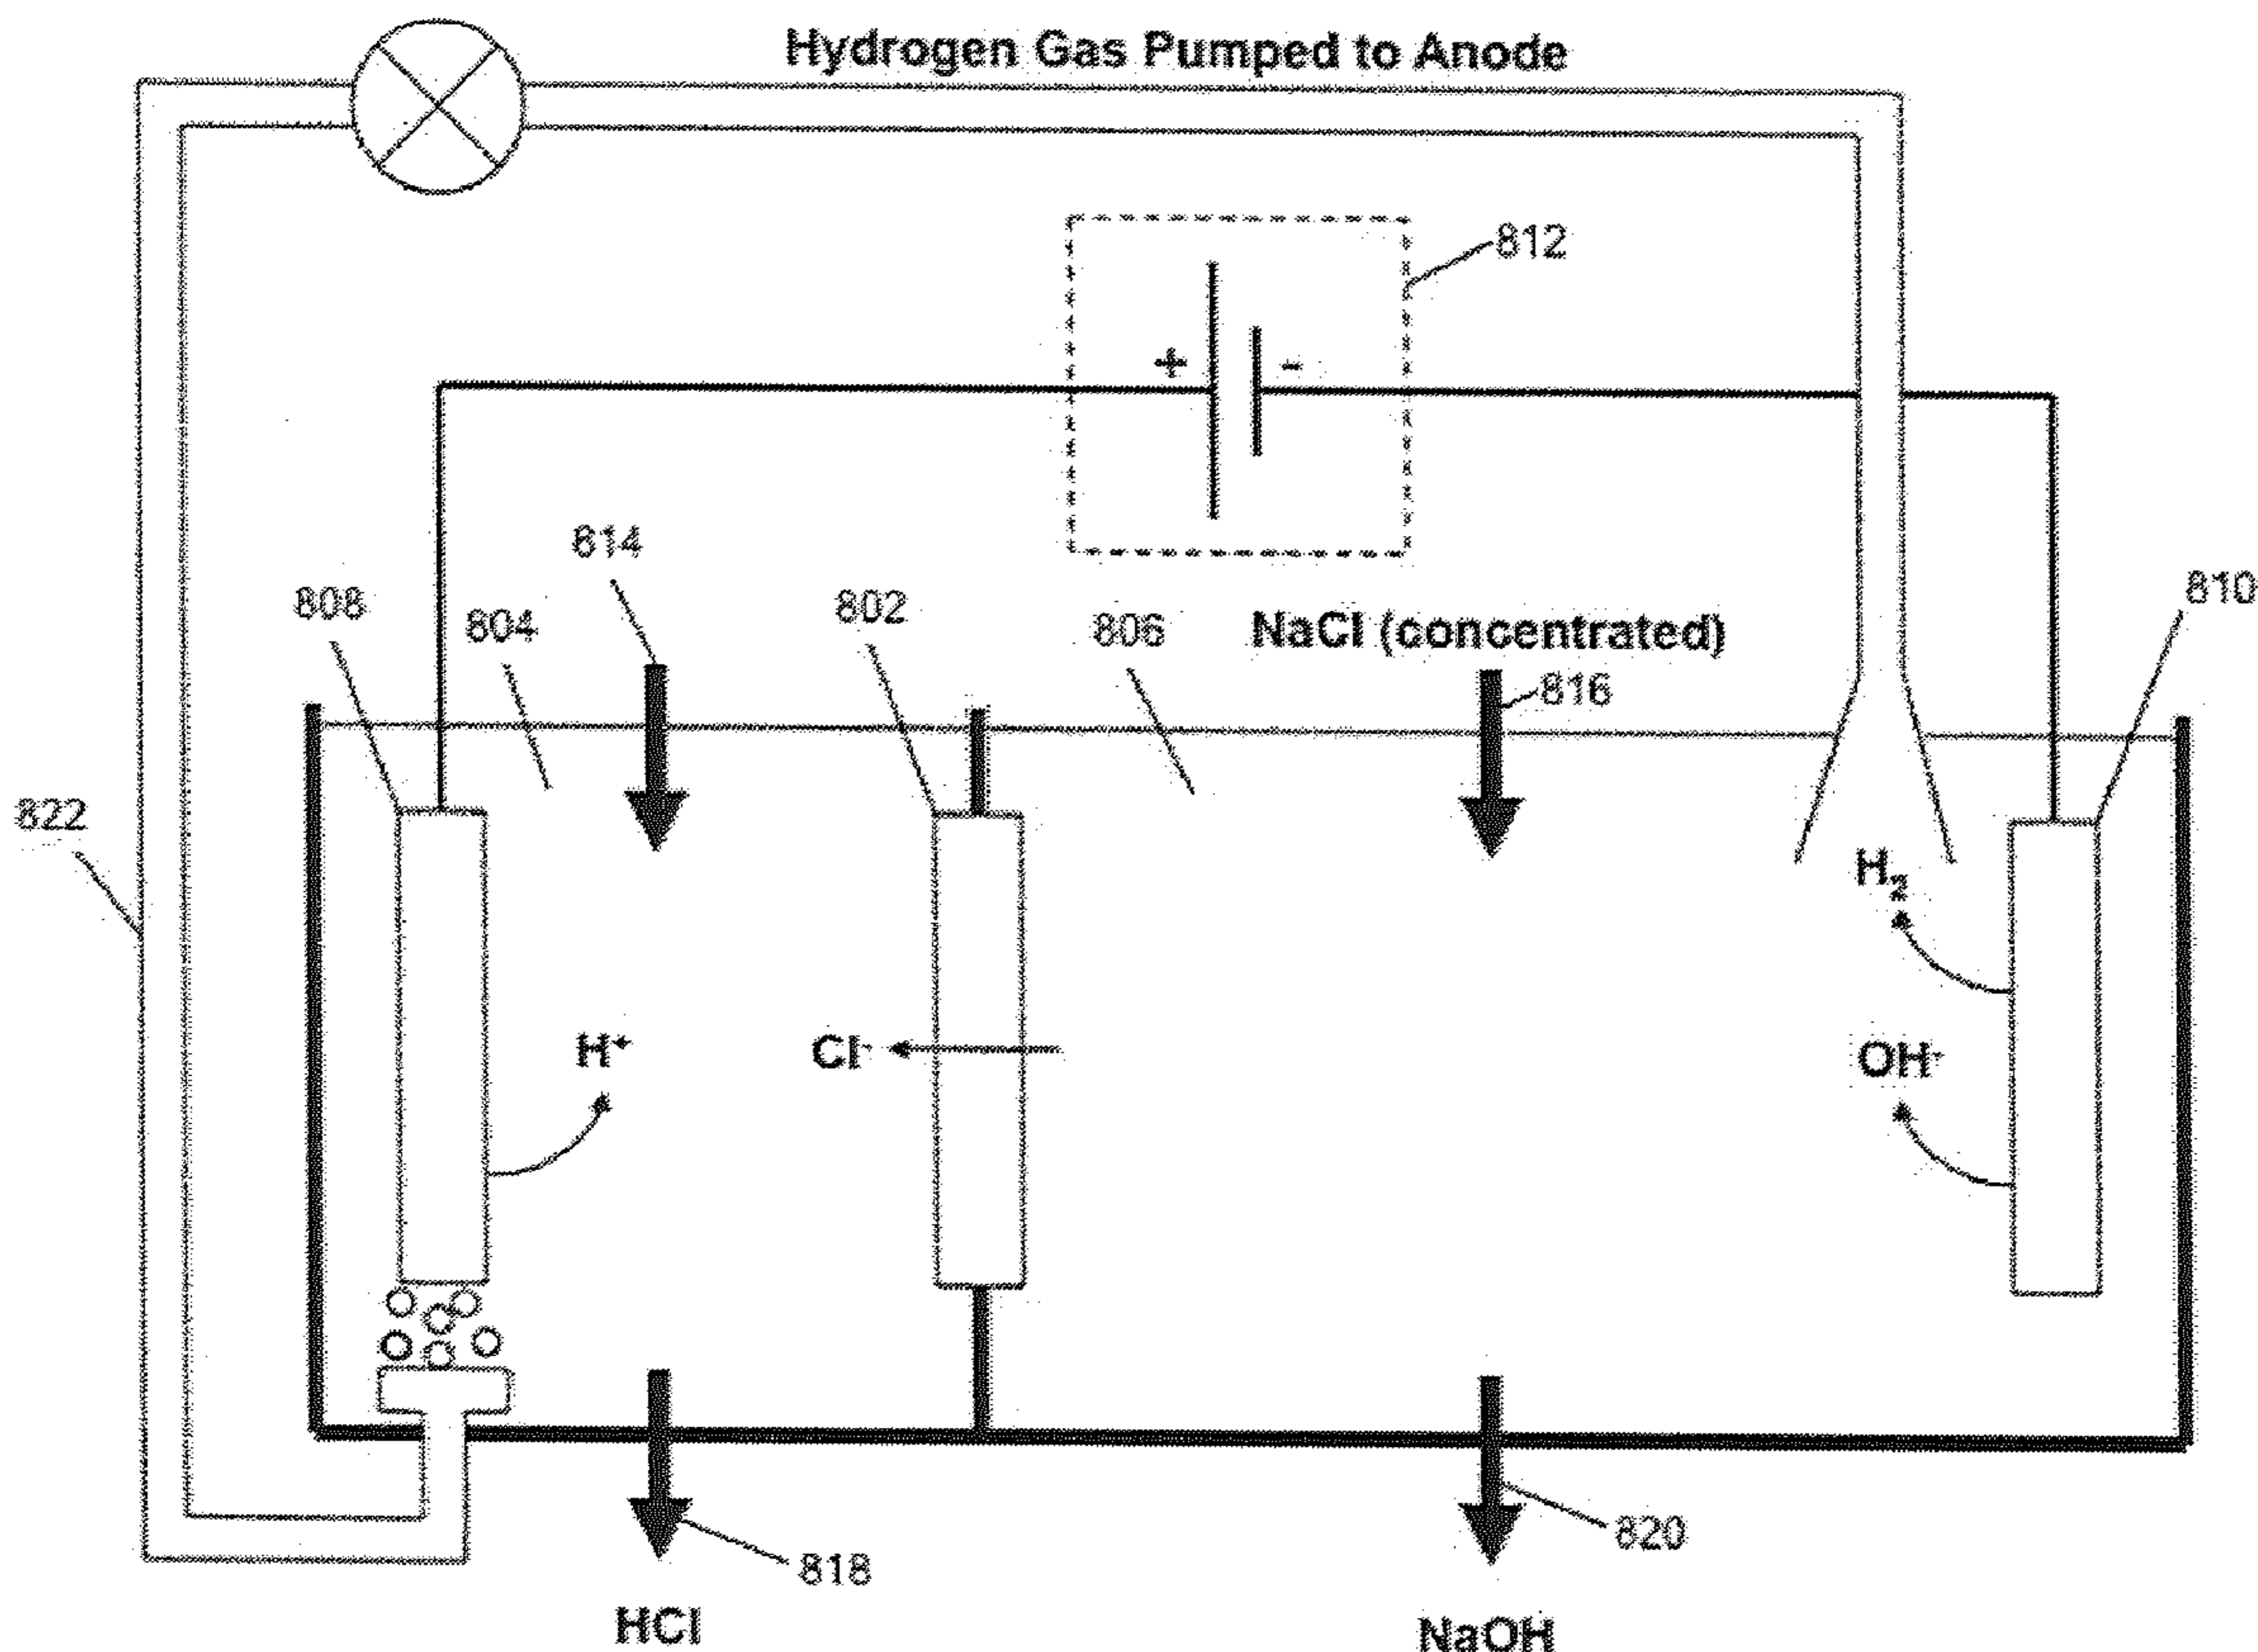 Hydrogen Gas Pumped to Anode
812
+ -
614
808
804
802
806
NaCl (concentrated)
810
816
822
H₂
H⁺
Cl⁻
OH⁻
818
820
HCl
NaOH